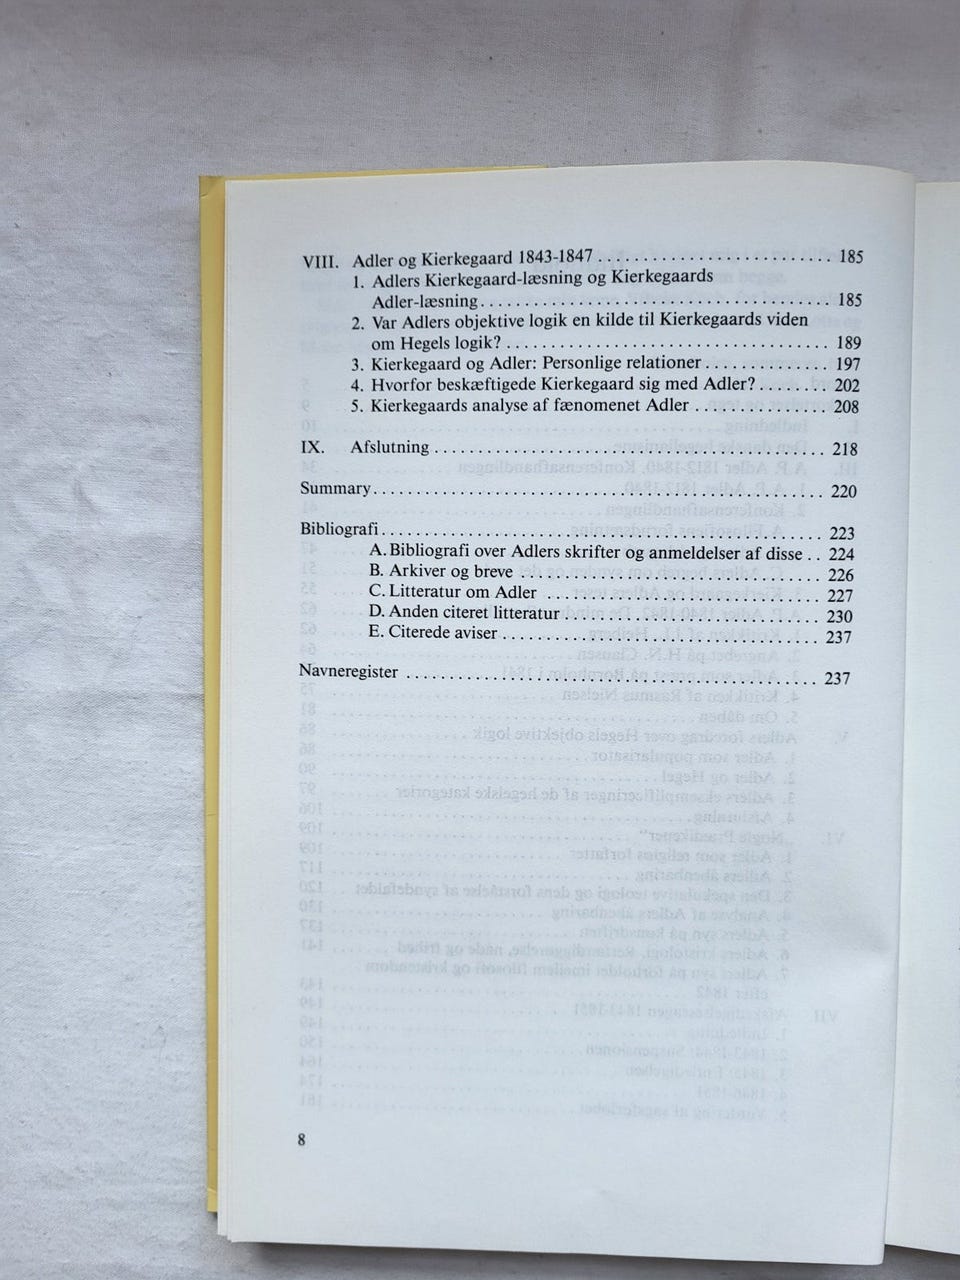 VIII. Adler og Kierkegaard 1843-1847 . . . . . . . . . . . . . . . . . . . . . . . . . . . 185
1. Adlers Kierkegaard-læsning og Kierkegaards
Adler-læsning . . . . . . . . . . . . . . . . . . . . . . . . . . . . . . . . . . . . . . . 185
2. Var Adlers objektive logik en kilde til Kierkegaards viden
om Hegels logik? . . . . . . . . . . . . . . . . . . . . . . . . . . . . . . . . . . . . 189
3. Kierkegaard og Adler: Personlige relationer . . . . . . . . . . . . . . 197
4. Hvorfor beskæftigede Kierkegaard sig med Adler? . . . . . . . . 202
5. Kierkegaards analyse af fænomenet Adler . . . . . . . . . . . . . . . 208
IX. Afslutning . . . . . . . . . . . . . . . . . . . . . . . . . . . . . . . . . . . . . . . . . . . . 218
Summary . . . . . . . . . . . . . . . . . . . . . . . . . . . . . . . . . . . . . . . . . . . . . . . . . . 220
Bibliografi . . . . . . . . . . . . . . . . . . . . . . . . . . . . . . . . . . . . . . . . . . . . . . . . . 223
A. Bibliografi over Adlers skrifter og anmeldelser af disse . . 224
B. Arkiver og breve . . . . . . . . . . . . . . . . . . . . . . . . . . . . . . . . . . 226
C. Litteratur om Adler . . . . . . . . . . . . . . . . . . . . . . . . . . . . . . . . 227
D. Anden citeret litteratur . . . . . . . . . . . . . . . . . . . . . . . . . . . . . 230
E. Citerede aviser . . . . . . . . . . . . . . . . . . . . . . . . . . . . . . . . . . . . 237
Navneregister . . . . . . . . . . . . . . . . . . . . . . . . . . . . . . . . . . . . . . . . . . . . . . 237
8